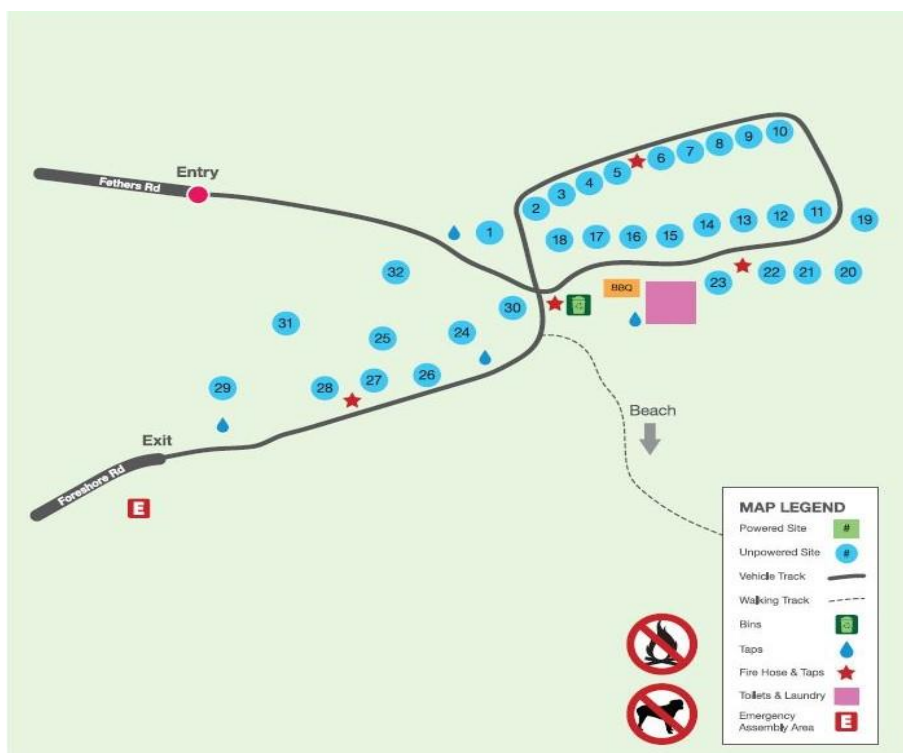 Entry
Fethers Rd
10
9
8
7
6
5
4
3
2
1
11
12
13
14
15
16
17
18
19
20
21
22
23
32
BBQ
30
31
25
24
29
28
27
26
Beach
Exit
Foreshore Rd
E
MAP LEGEND
Powered Site #
Unpowered Site #
Vehicle Track
Walking Track
Bins
Taps
Fire Hose & Taps
Toilets & Laundry
Emergency
Assembly Area E